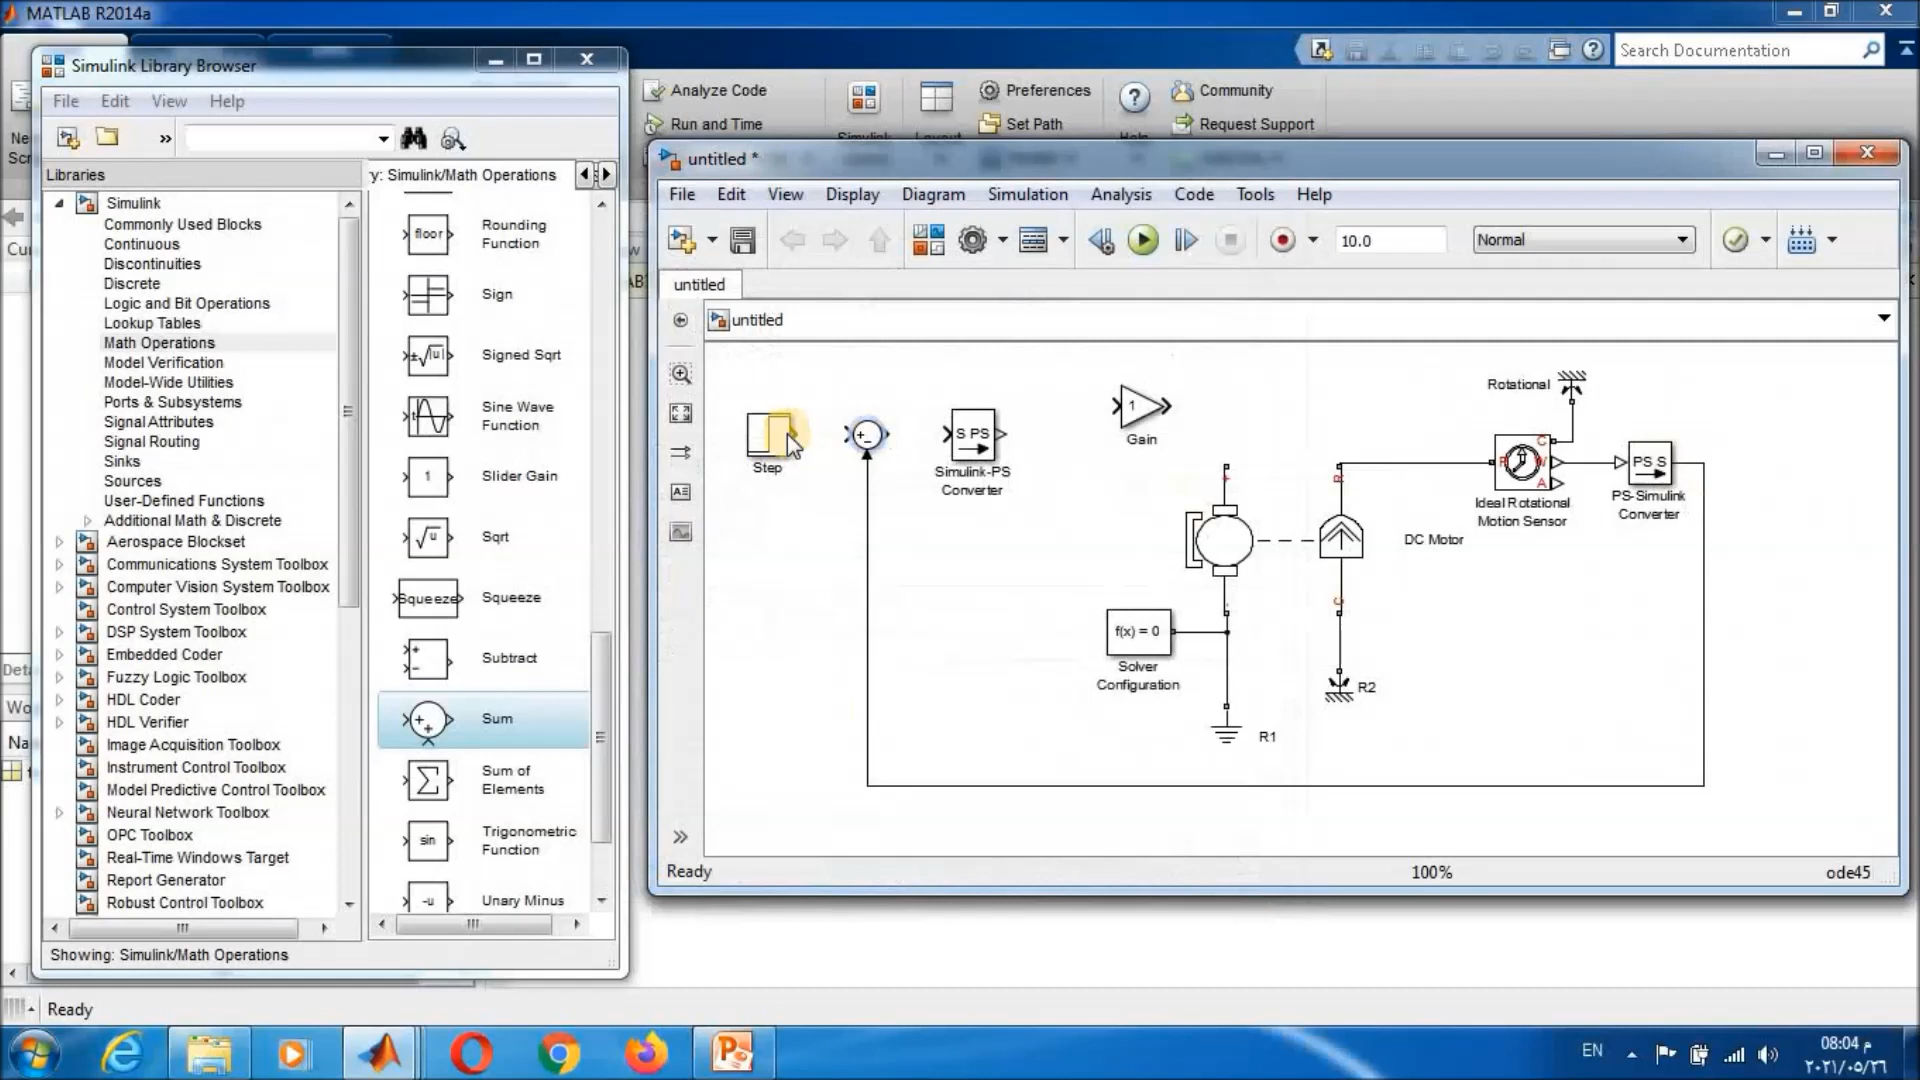 MATLAB R2014a
Search Documentation
Analyze Code
Run and Time
Preferences
Set Path
Community
Request Support
Simulink Library Browser
File Edit View Help
Libraries
y: Simulink/Math Operations
Simulink
Commonly Used Blocks
Continuous
Discontinuities
Discrete
Logic and Bit Operations
Lookup Tables
Math Operations
Model Verification
Model-Wide Utilities
Ports & Subsystems
Signal Attributes
Signal Routing
Sinks
Sources
User-Defined Functions
Additional Math & Discrete
Aerospace Blockset
Communications System Toolbox
Computer Vision System Toolbox
Control System Toolbox
DSP System Toolbox
Embedded Coder
Fuzzy Logic Toolbox
HDL Coder
HDL Verifier
Image Acquisition Toolbox
Instrument Control Toolbox
Model Predictive Control Toolbox
Neural Network Toolbox
OPC Toolbox
Real-Time Windows Target
Report Generator
Robust Control Toolbox
floor
Rounding
Function
Sign
Signed Sqrt
Sine Wave
Function
1
Slider Gain
Sqrt
Squeeze
Squeeze
Subtract
Sum
Sum of
Elements
sin
Trigonometric
Function
-u
Unary Minus
Showing: Simulink/Math Operations
Ready
untitled *
File Edit View Display Diagram Simulation Analysis Code Tools Help
10.0
Normal
untitled
untitled
Step
S PS
Simulink-PS
Converter
1
Gain
Rotational
C
R
W
A
Ideal Rotational
Motion Sensor
PS S
PS-Simulink
Converter
DC Motor
f(x) = 0
Solver
Configuration
R
C
R2
R1
Ready
100%
ode45
EN
08:04 م
٢٠٢١/٠٥/٢٦